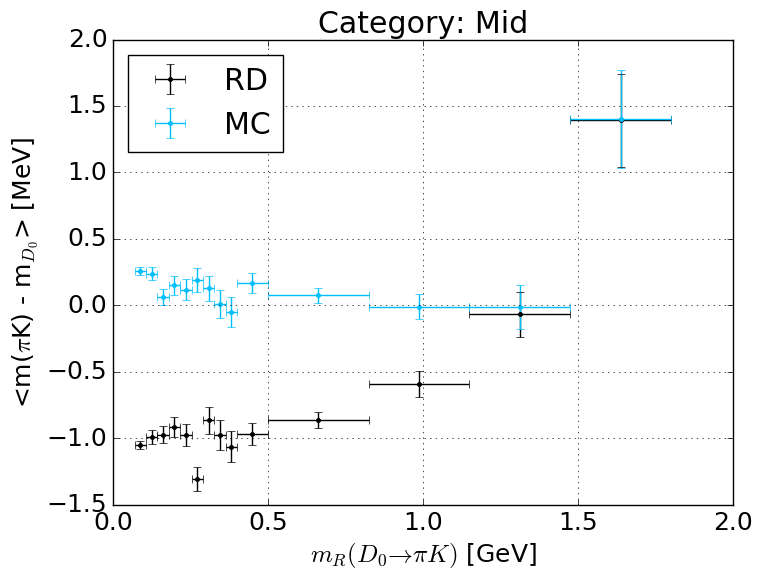 Category: Mid
2.0
1.5
1.0
0.5
0.0
−0.5
−1.0
−1.5
<m(πK) - m_{D_0}> [MeV]
RD
MC
0.0 0.5 1.0 1.5 2.0
m_R(D_0→πK) [GeV]